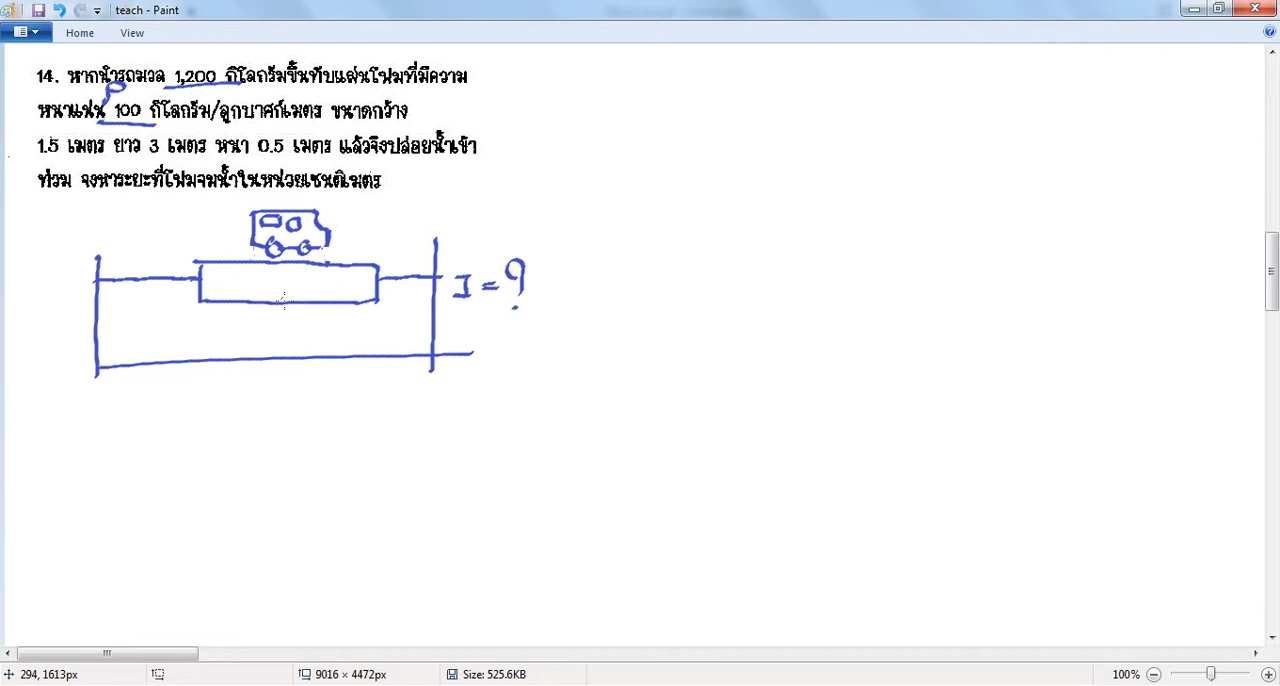 teach - Paint
Home View
14. หากนำรถมวล 1,200 กิโลกรัมขึ้นทับแผ่นโฟมที่มีความ
ρ
หนาแน่น 100 กิโลกรัม/ลูกบาศก์เมตร ขนาดกว้าง
1.5 เมตร ยาว 3 เมตร หนา 0.5 เมตร แล้วจึงปล่อยน้ำเข้า
ท่วม จงหาระยะที่โฟมจมน้ำในหน่วยเซนติเมตร
I = ?
294, 1613px 9016 × 4472px Size: 525.6KB 100%